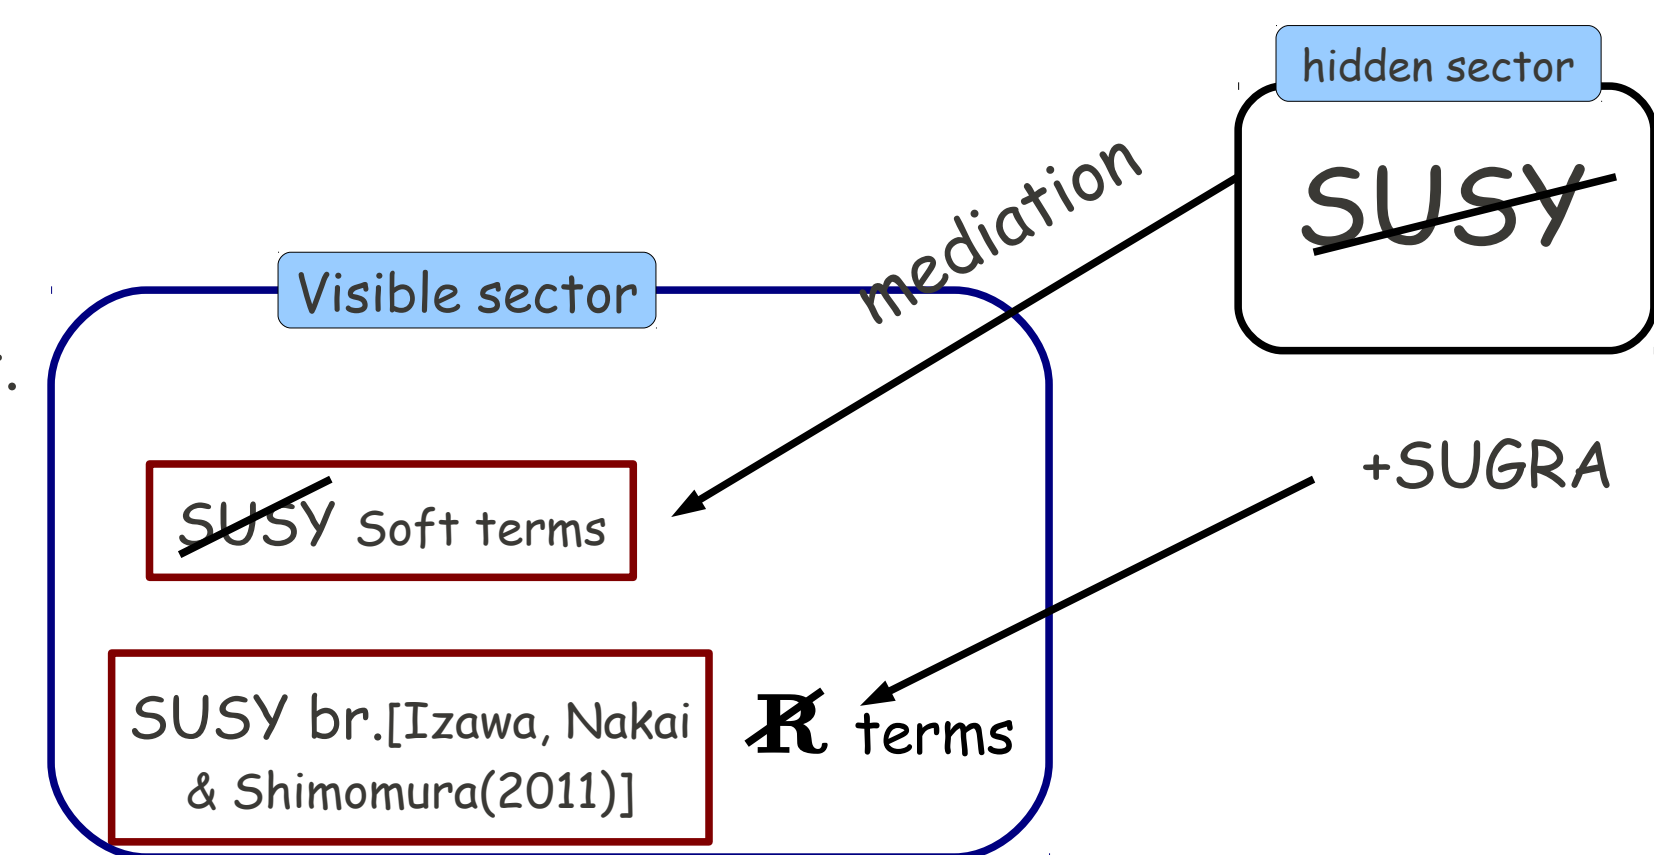 hidden sector
SUSY
mediation
Visible sector
+SUGRA
SUSY Soft terms
SUSY br.[Izawa, Nakai
& Shimomura(2011)]
R terms